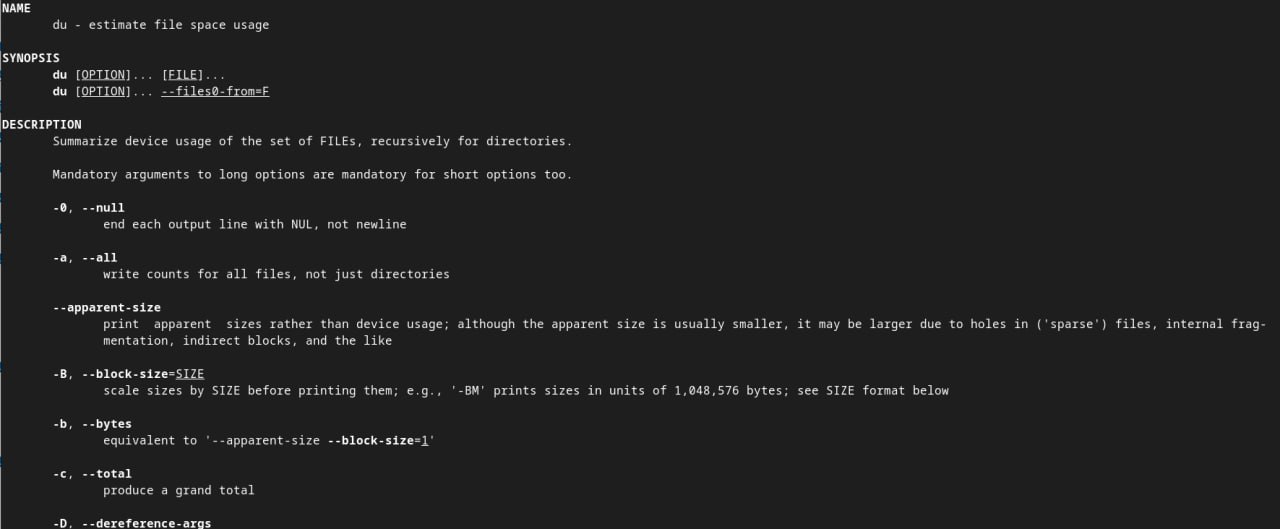 NAME
du - estimate file space usage
SYNOPSIS
du [OPTION]... [FILE]...
du [OPTION]... --files0-from=F
DESCRIPTION
Summarize device usage of the set of FILEs, recursively for directories.
Mandatory arguments to long options are mandatory for short options too.
-0, --null
end each output line with NUL, not newline
-a, --all
write counts for all files, not just directories
--apparent-size
print  apparent  sizes rather than device usage; although the apparent size is usually smaller, it may be larger due to holes in ('sparse') files, internal frag-
mentation, indirect blocks, and the like
-B, --block-size=SIZE
scale sizes by SIZE before printing them; e.g., '-BM' prints sizes in units of 1,048,576 bytes; see SIZE format below
-b, --bytes
equivalent to '--apparent-size --block-size=1'
-c, --total
produce a grand total
-D, --dereference-args